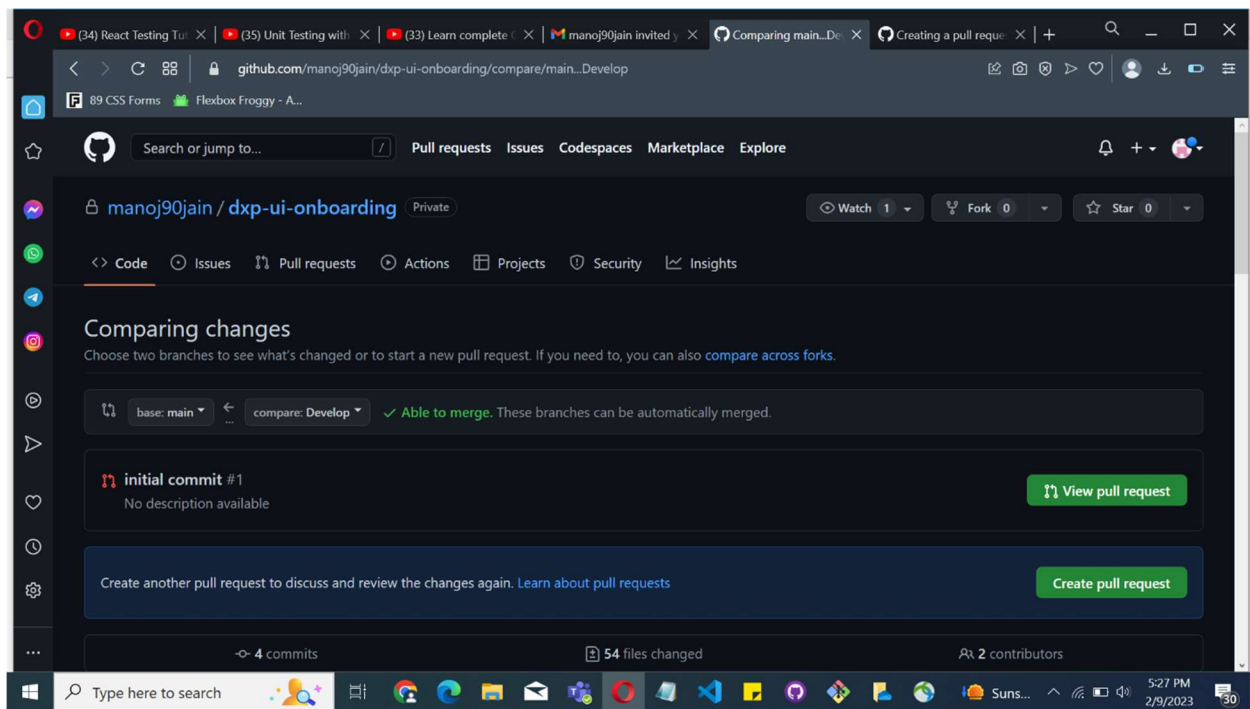 (34) React Testing Tut
(35) Unit Testing with
(33) Learn complete
manoj90jain invited y
Comparing main...De
Creating a pull reque
github.com/manoj90jain/dxp-ui-onboarding/compare/main...Develop
89 CSS Forms
Flexbox Froggy - A...
Search or jump to... /
Pull requests Issues Codespaces Marketplace Explore
manoj90jain / dxp-ui-onboarding Private
Watch 1 Fork 0 Star 0
Code Issues Pull requests Actions Projects Security Insights
Comparing changes
Choose two branches to see what's changed or to start a new pull request. If you need to, you can also compare across forks.
base: main ← compare: Develop ✓ Able to merge. These branches can be automatically merged.
...
initial commit #1
No description available
View pull request
Create another pull request to discuss and review the changes again. Learn about pull requests
Create pull request
4 commits 54 files changed 2 contributors
Type here to search
Suns...
5:27 PM
2/9/2023
30